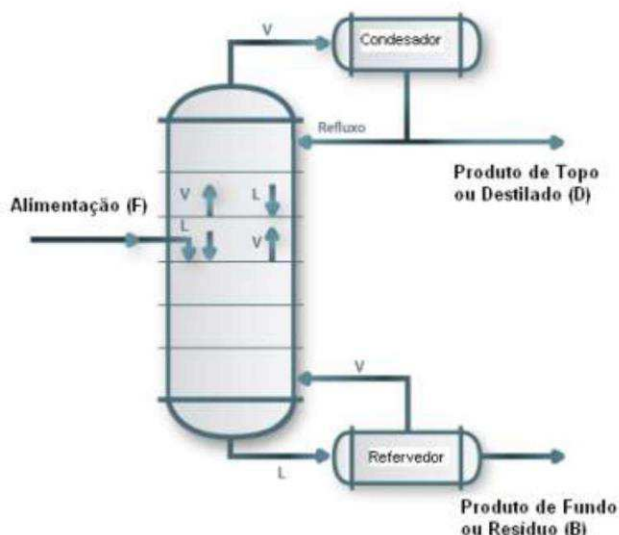 V
Condesador
Refluxo
Produto de Topo
ou Destilado (D)
V
L
Alimentação (F)
L
V
V
Refervedor
L
Produto de Fundo
ou Resíduo (B)